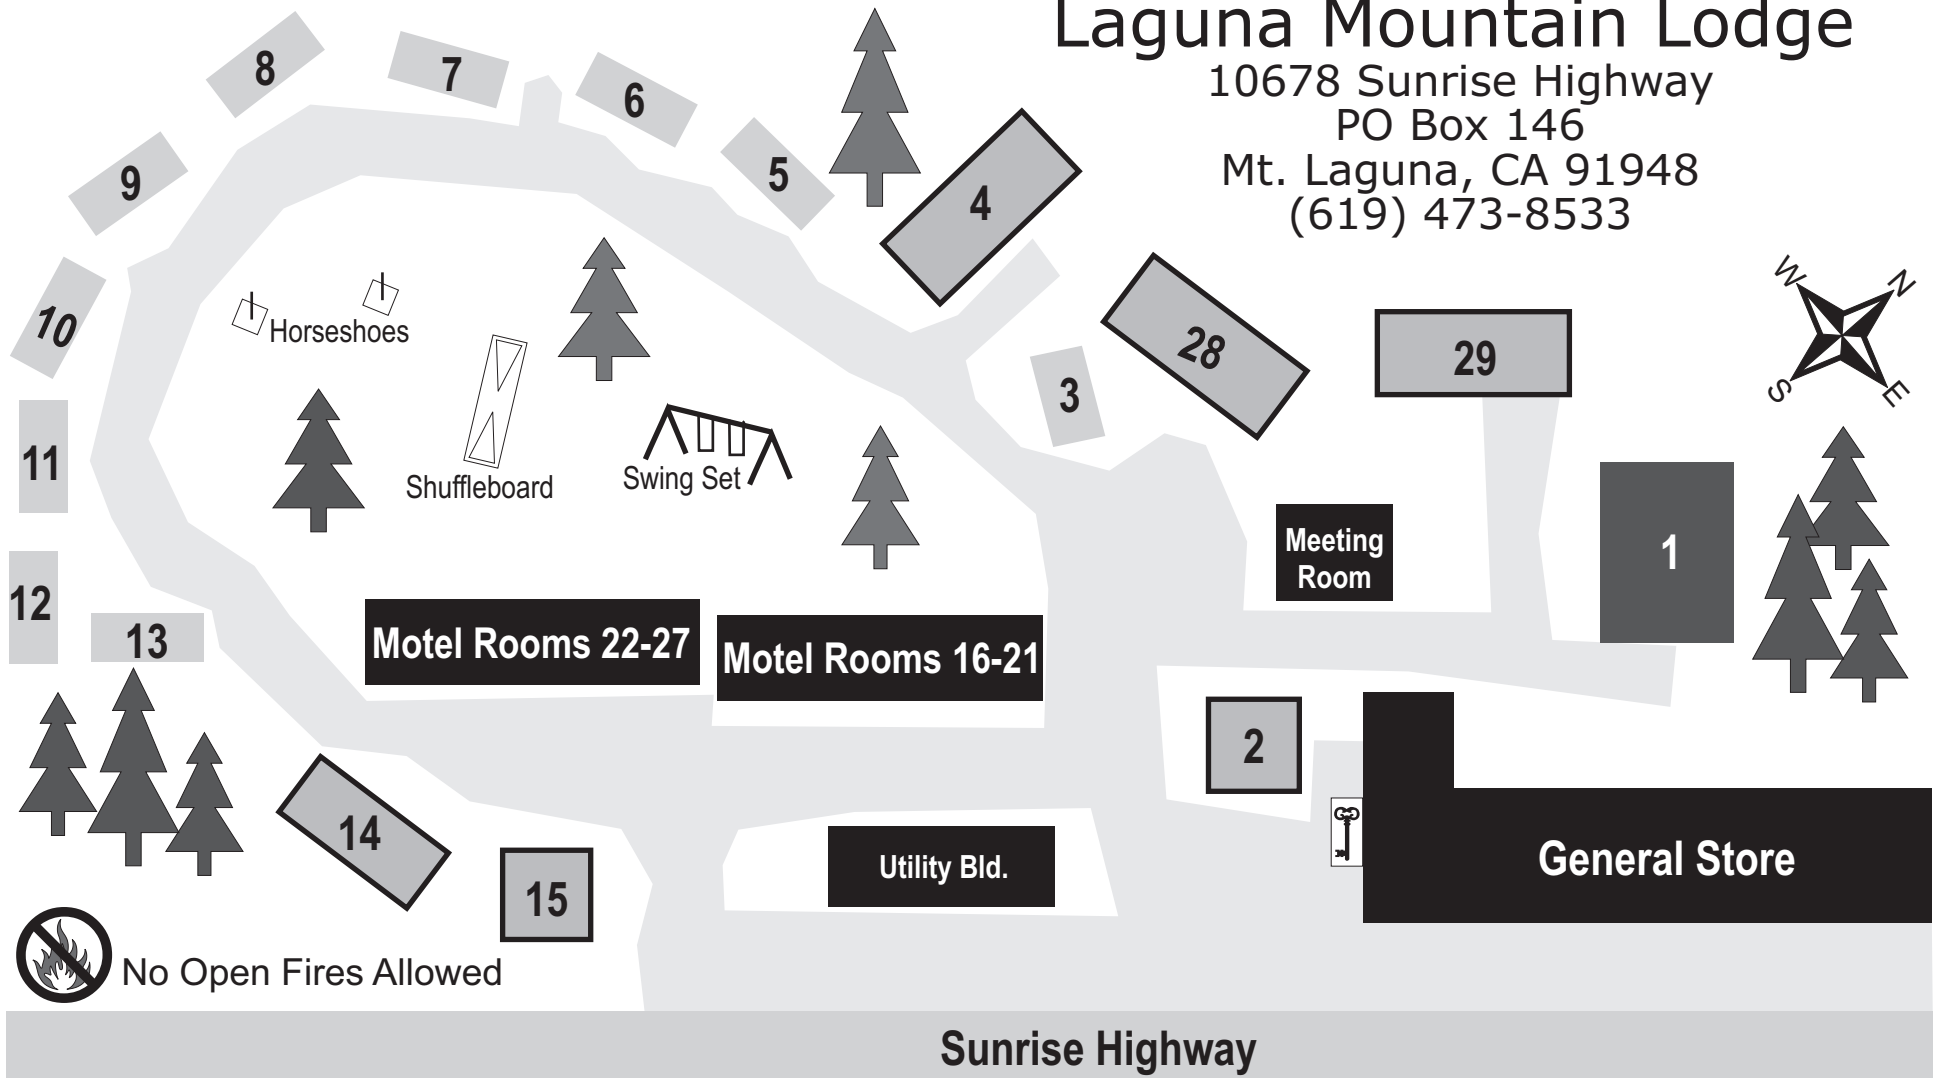 Laguna Mountain Lodge
10678 Sunrise Highway
PO Box 146
Mt. Laguna, CA 91948
(619) 473-8533
8
7
6
5
9
4
10
Horseshoes
28
29
W
N
S
E
3
11
Shuffleboard
Swing Set
Meeting
Room
1
12
13
Motel Rooms 22-27
Motel Rooms 16-21
2
14
15
Utility Bld.
General Store
No Open Fires Allowed
Sunrise Highway